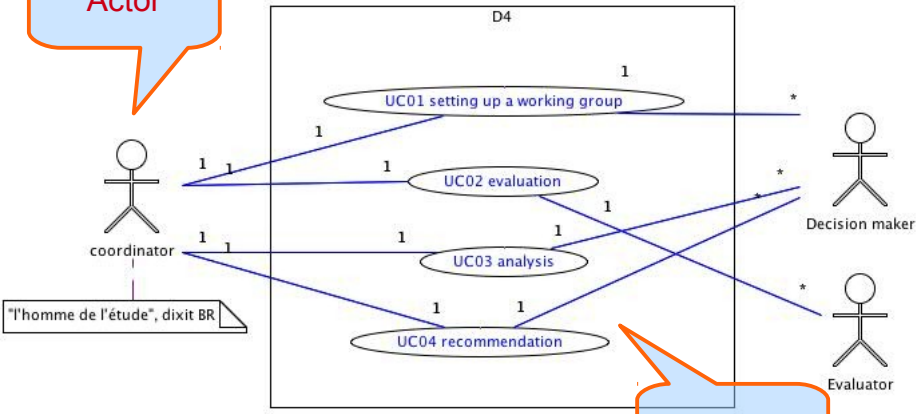 Actor
D4
1
UC01 setting up a working group
*
1
1
1
1
UC02 evaluation
*
*
1
Decision maker
coordinator
1
1
1
1
UC03 analysis
"l'homme de l'étude", dixit BR
*
1
1
UC04 recommendation
Evaluator